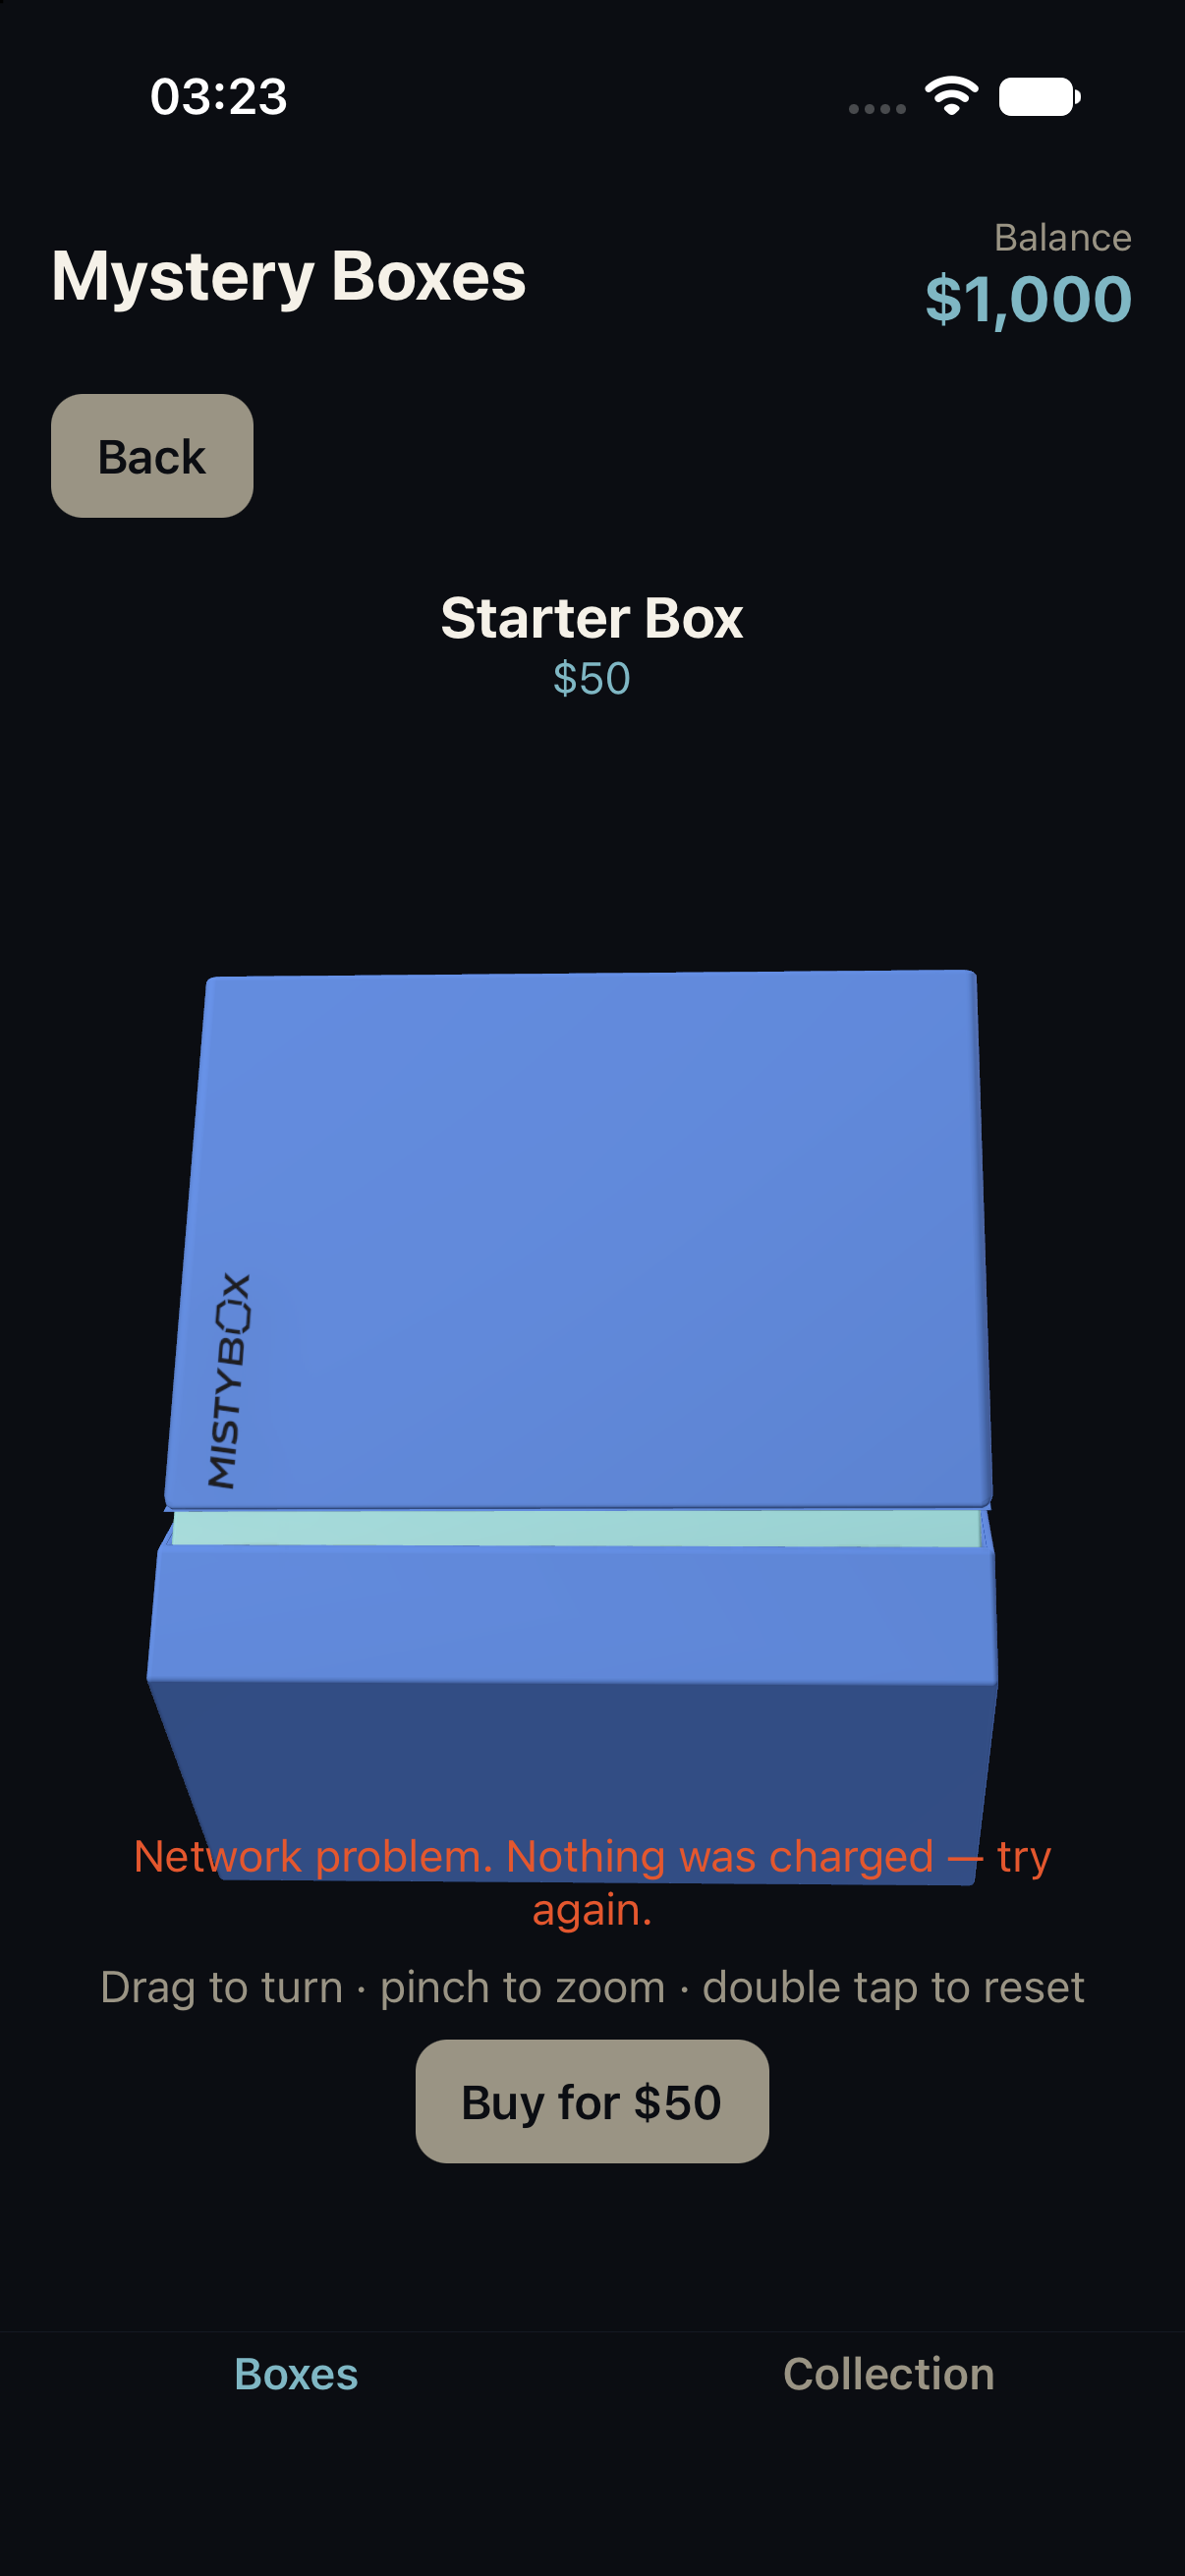 03:23
Mystery Boxes
Balance
$1,000
Back
Starter Box
$50
MISTYBOX
Network problem. Nothing was charged — try
again.
Drag to turn · pinch to zoom · double tap to reset
Buy for $50
Boxes
Collection